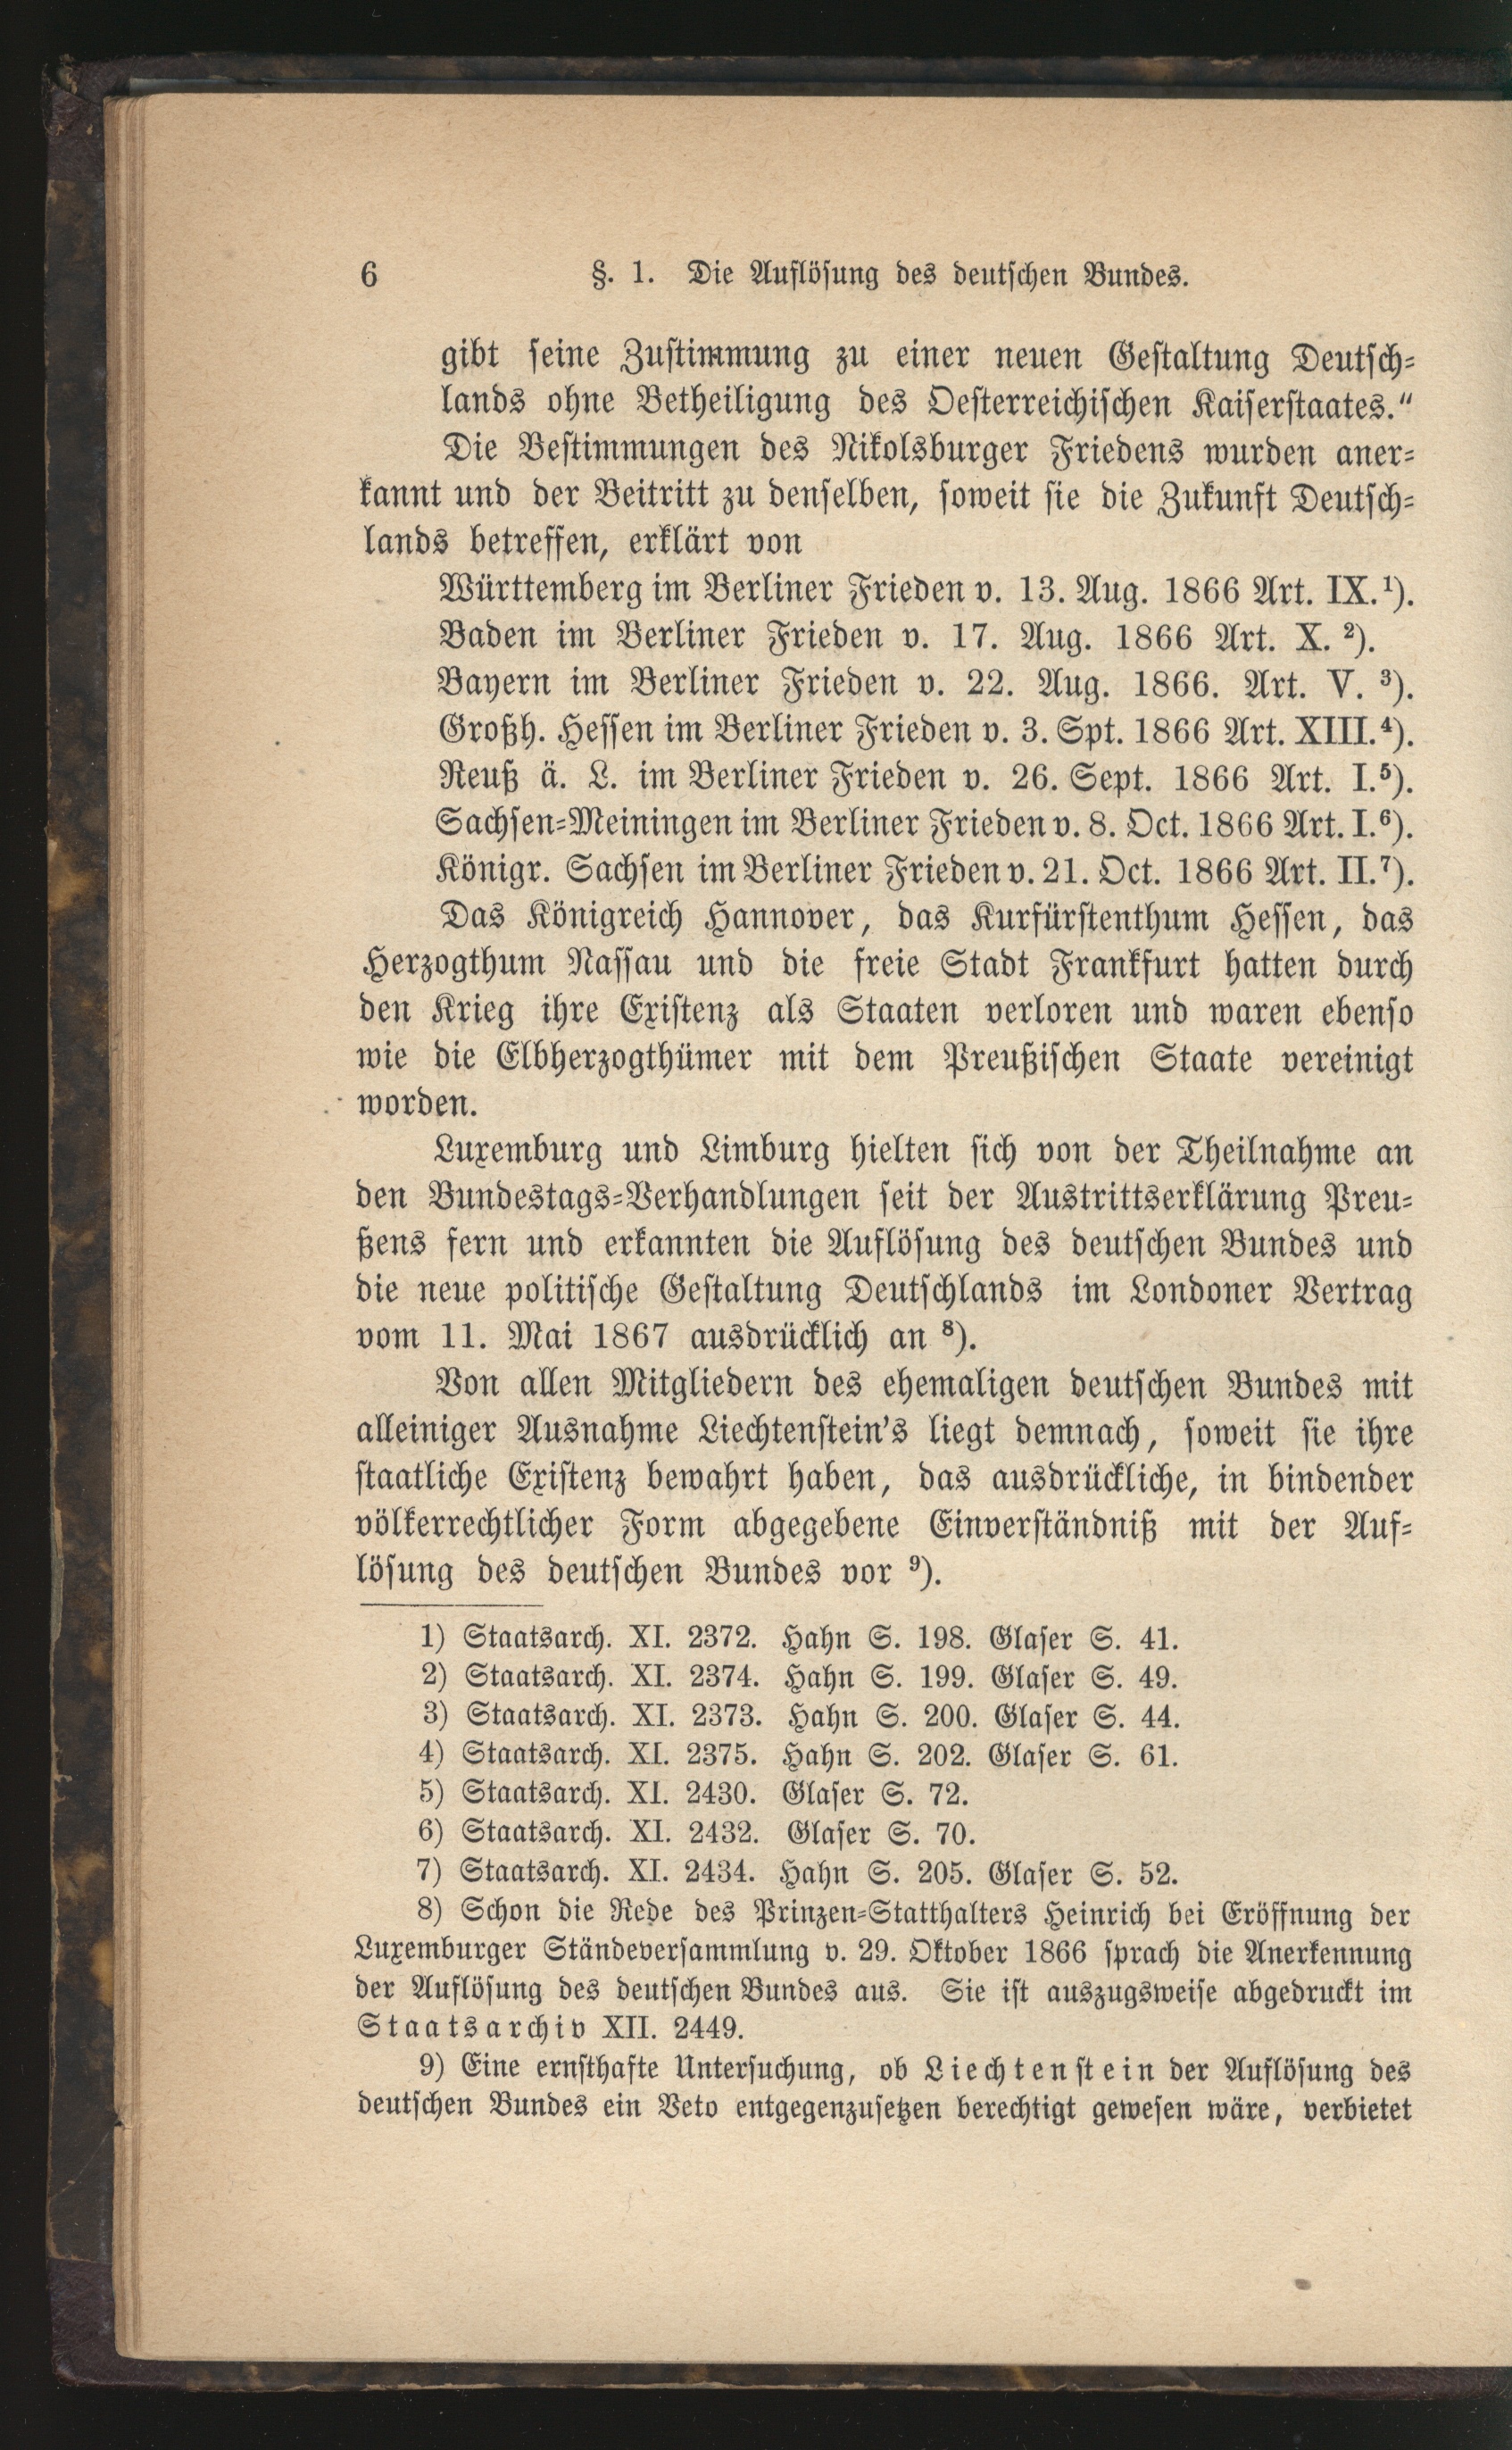 6 §. 1. Die Auflösung des deutschen Bundes.
gibt seine Zustimmung zu einer neuen Gestaltung Deutsch-
lands ohne Betheiligung des Oesterreichischen Kaiserstaates.“
Die Bestimmungen des Nikolsburger Friedens wurden aner-
kannt und der Beitritt zu denselben, soweit sie die Zukunft Deutsch-
lands betreffen, erklärt von
Württemberg im Berliner Frieden v. 13. Aug. 1866 Art. IX.¹).
Baden im Berliner Frieden v. 17. Aug. 1866 Art. X. ²).
Bayern im Berliner Frieden v. 22. Aug. 1866. Art. V. ³).
Großh. Hessen im Berliner Frieden v. 3. Spt. 1866 Art. XIII.⁴).
Reuß ä. L. im Berliner Frieden v. 26. Sept. 1866 Art. I.⁵).
Sachsen-Meiningen im Berliner Frieden v. 8. Oct. 1866 Art. I.⁶).
Königr. Sachsen im Berliner Frieden v. 21. Oct. 1866 Art. II.⁷).
Das Königreich Hannover, das Kurfürstenthum Hessen, das
Herzogthum Nassau und die freie Stadt Frankfurt hatten durch
den Krieg ihre Existenz als Staaten verloren und waren ebenso
wie die Elbherzogthümer mit dem Preußischen Staate vereinigt
worden.
Luxemburg und Limburg hielten sich von der Theilnahme an
den Bundestags-Verhandlungen seit der Austrittserklärung Preu-
ßens fern und erkannten die Auflösung des deutschen Bundes und
die neue politische Gestaltung Deutschlands im Londoner Vertrag
vom 11. Mai 1867 ausdrücklich an ⁸).
Von allen Mitgliedern des ehemaligen deutschen Bundes mit
alleiniger Ausnahme Liechtenstein's liegt demnach, soweit sie ihre
staatliche Existenz bewahrt haben, das ausdrückliche, in bindender
völkerrechtlicher Form abgegebene Einverständniß mit der Auf-
lösung des deutschen Bundes vor ⁹).
1) Staatsarch. XI. 2372. Hahn S. 198. Glaser S. 41.
2) Staatsarch. XI. 2374. Hahn S. 199. Glaser S. 49.
3) Staatsarch. XI. 2373. Hahn S. 200. Glaser S. 44.
4) Staatsarch. XI. 2375. Hahn S. 202. Glaser S. 61.
5) Staatsarch. XI. 2430. Glaser S. 72.
6) Staatsarch. XI. 2432. Glaser S. 70.
7) Staatsarch. XI. 2434. Hahn S. 205. Glaser S. 52.
8) Schon die Rede des Prinzen-Statthalters Heinrich bei Eröffnung der
Luxemburger Ständeversammlung v. 29. Oktober 1866 sprach die Anerkennung
der Auflösung des deutschen Bundes aus. Sie ist auszugsweise abgedruckt im
Staatsarchiv XII. 2449.
9) Eine ernsthafte Untersuchung, ob Liechtenstein der Auflösung des
deutschen Bundes ein Veto entgegenzusetzen berechtigt gewesen wäre, verbietet